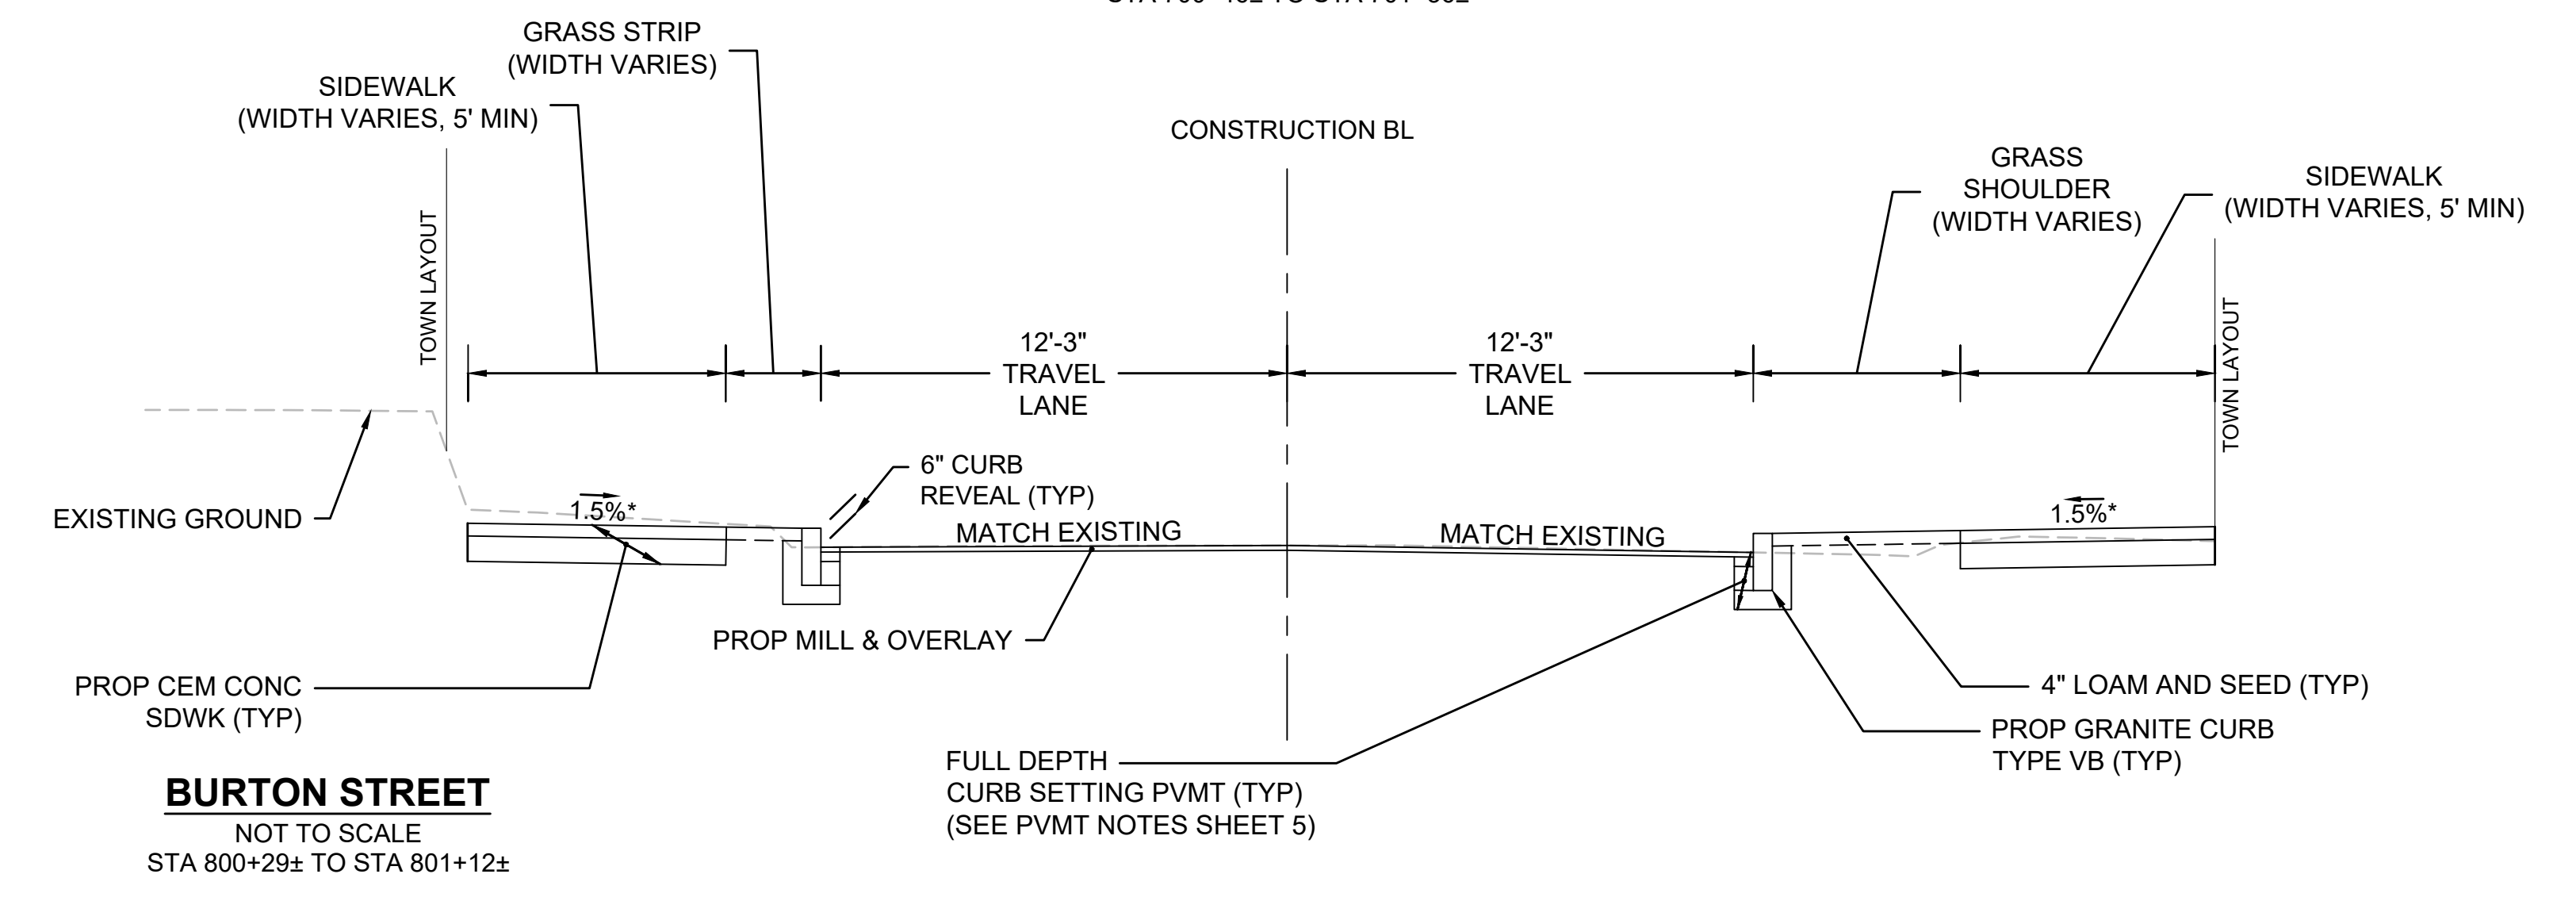 GRASS STRIP
(WIDTH VARIES)
SIDEWALK
(WIDTH VARIES, 5' MIN)
CONSTRUCTION BL
GRASS
SHOULDER
(WIDTH VARIES)
SIDEWALK
(WIDTH VARIES, 5' MIN)
TOWN LAYOUT
TOWN LAYOUT
12'-3"
TRAVEL
LANE
12'-3"
TRAVEL
LANE
EXISTING GROUND
1.5%*
6" CURB
REVEAL (TYP)
MATCH EXISTING
MATCH EXISTING
1.5%*
PROP MILL & OVERLAY
PROP CEM CONC
SDWK (TYP)
4" LOAM AND SEED (TYP)
PROP GRANITE CURB
TYPE VB (TYP)
FULL DEPTH
CURB SETTING PVMT (TYP)
(SEE PVMT NOTES SHEET 5)
BURTON STREET
NOT TO SCALE
STA 800+29± TO STA 801+12±